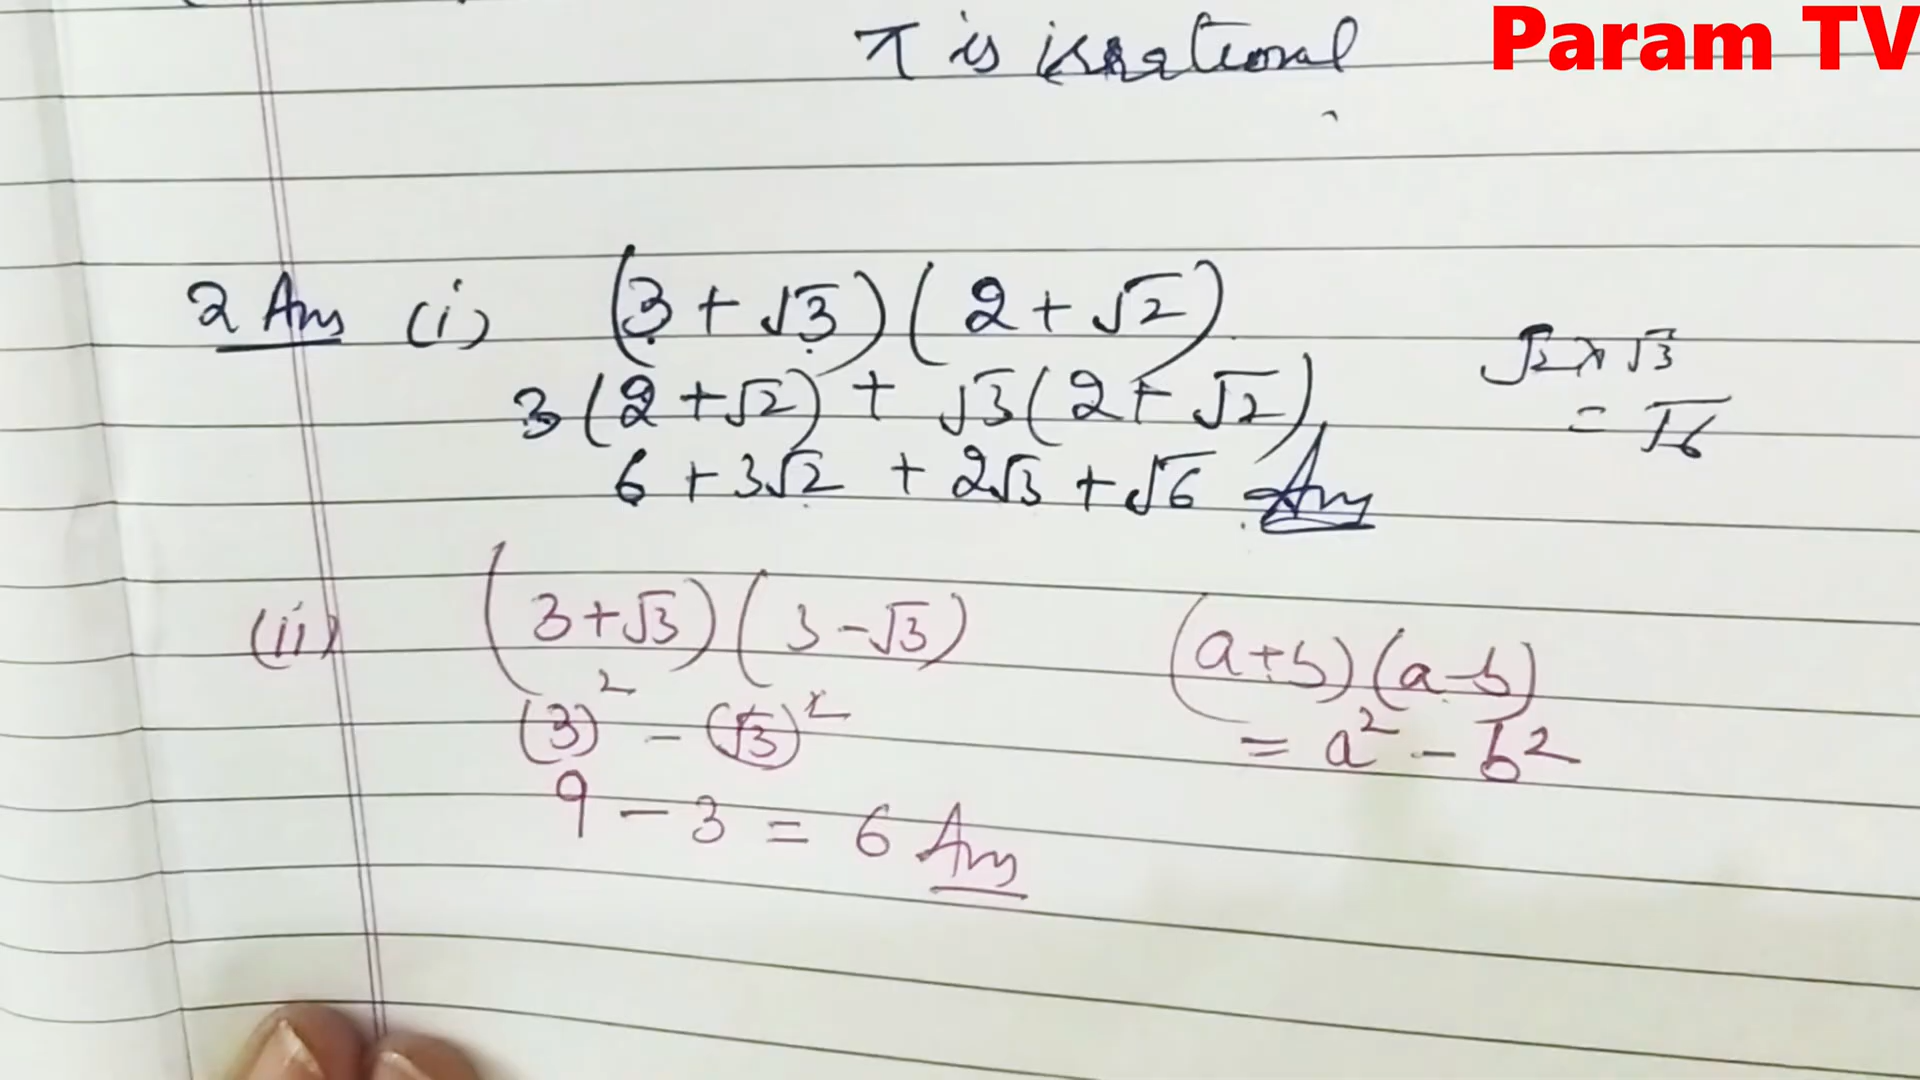 π is irrational
Param TV
2 Ans (i) (3 + √3) (2 + √2)
3 (2 + √2) + √3 (2 + √2)
6 + 3√2 + 2√3 + √6 Ans
√2 × √3
= √6
(ii) (3 + √3) (3 - √3)
(3)² - (√3)²
9 - 3 = 6 Ans
(a + b) (a - b)
= a² - b²